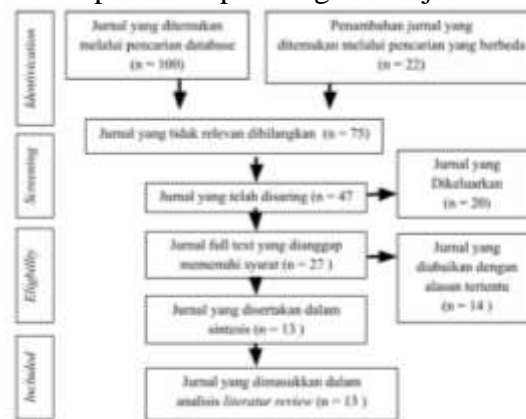 Identivication
Jurnal yang ditemukan
melalui pencarian database
(n = 100)
Penambahan jurnal yang
ditemukan melalui pencarian yang berbeda
(n = 22)
Jurnal yang tidak relevan dibilangkan (n = 75)
Screening
Jurnal yang telah disaring (n = 47
Jurnal yang
Dikeluarkan
(n = 20)
Eligibility
Jurnal full text yang dianggap
memenuhi syarat (n = 27 )
Jurnal yang
diabaikan dengan
alasan tertentu
(n = 14 )
Jurnal yang disertakan dalam
sintesis (n = 13 )
Included
Jurnal yang dimasukkan dalam
analisis literatur review (n = 13 )